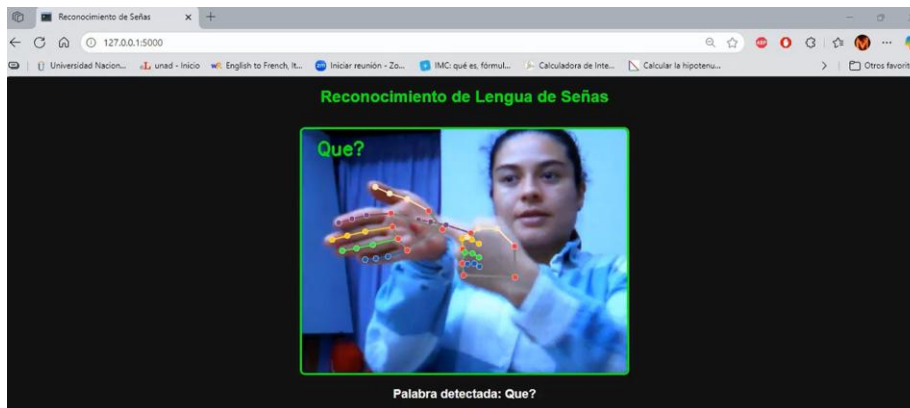 Reconocimiento de Señas
127.0.0.1:5000
Universidad Nacion...
unad - Inicio
English to French, It...
Iniciar reunión - Zo...
IMC: qué es, fórmul...
Calculadora de Inte...
Calcular la hipotenu...
Otros favorit
Reconocimiento de Lengua de Señas
Que?
Palabra detectada: Que?